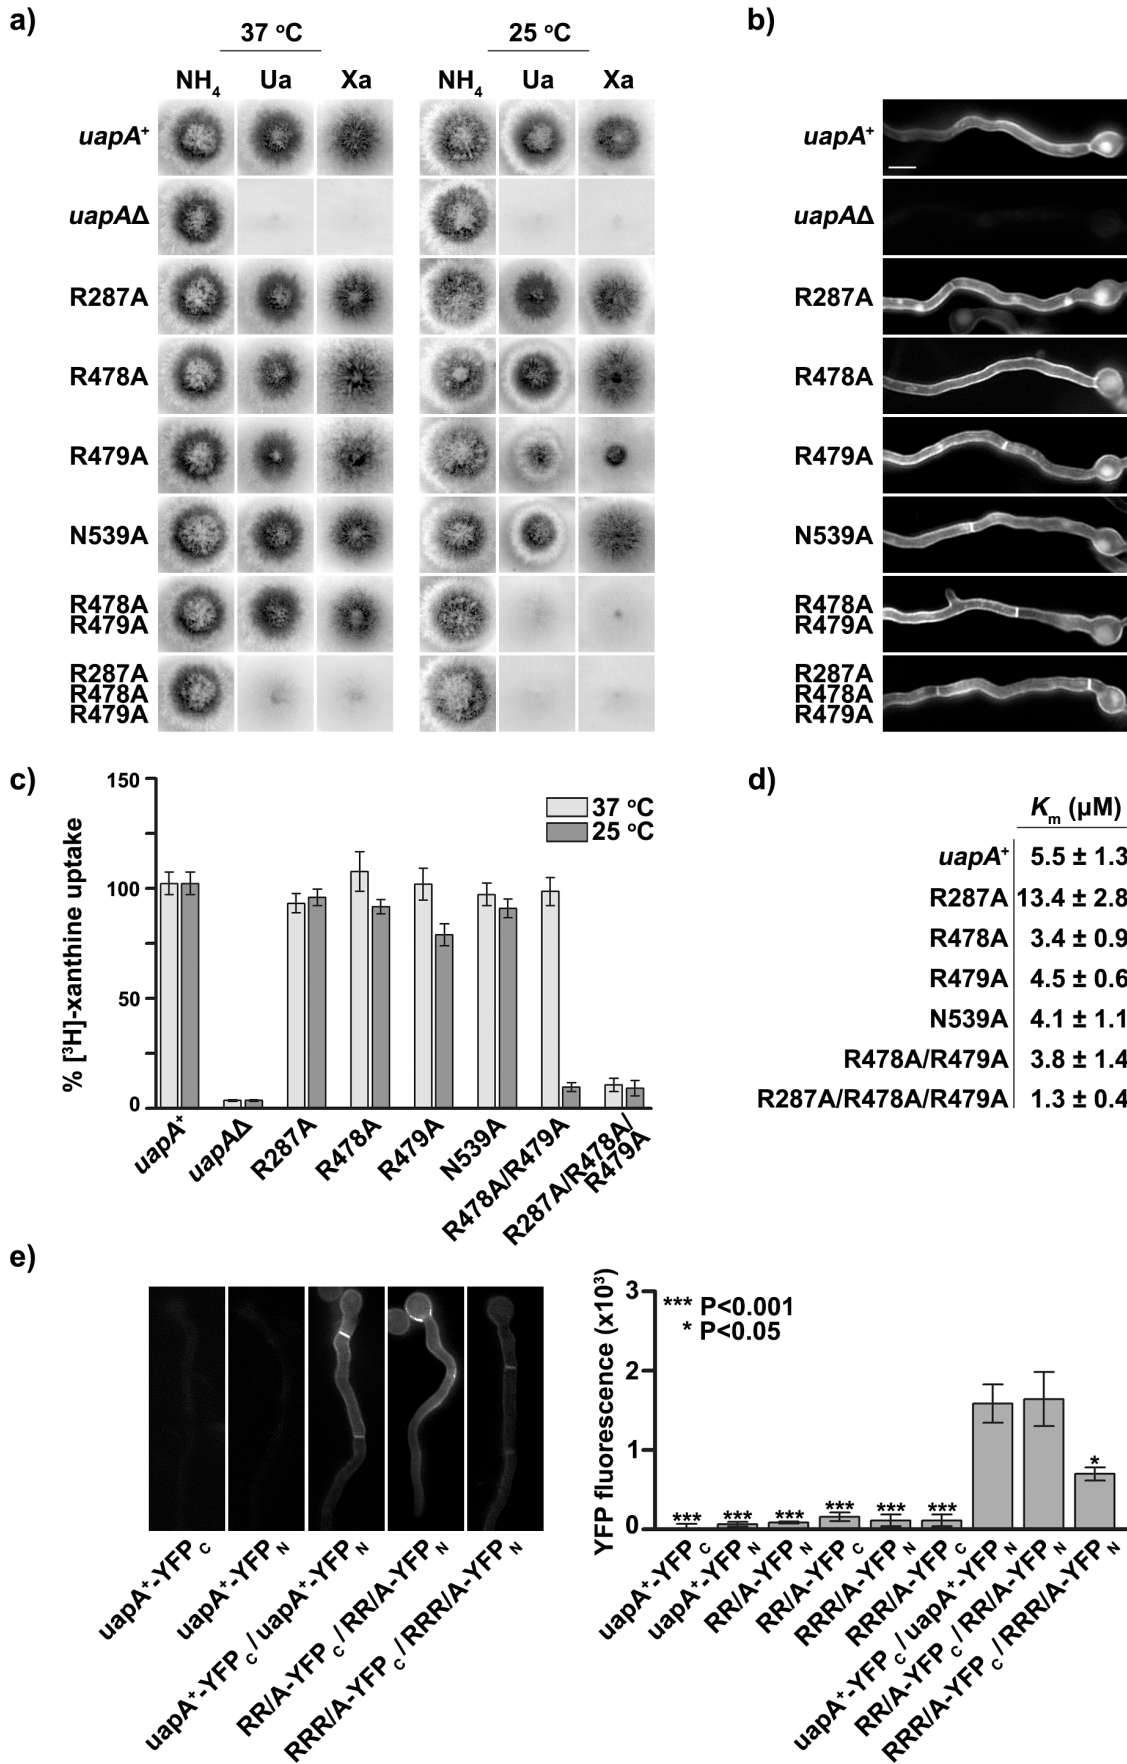 a)
37 °C
25 °C
NH4 Ua Xa
NH4 Ua Xa
uapA+
uapAΔ
R287A
R478A
R479A
N539A
R478A
R479A
R287A
R478A
R479A
b)
uapA+
uapAΔ
R287A
R478A
R479A
N539A
R478A
R479A
R287A
R478A
R479A
c)
% [3H]-xanthine uptake
150
100
50
0
37 °C
25 °C
uapA+
uapAΔ
R287A
R478A
R479A
N539A
R478A/R479A
R287A/R478A/
R479A
d)
Km (μM)
uapA+ 5.5 ± 1.3
R287A 13.4 ± 2.8
R478A 3.4 ± 0.9
R479A 4.5 ± 0.6
N539A 4.1 ± 1.1
R478A/R479A 3.8 ± 1.4
R287A/R478A/R479A 1.3 ± 0.4
e)
uapA+-YFPC
uapA+-YFPN
uapA+-YFPC/uapA+-YFPN
RR/A-YFPC/RR/A-YFPN
RRR/A-YFPC/RRR/A-YFPN
YFP fluorescence (x103)
3
2
1
0
*** P<0.001
* P<0.05
***
***
***
***
***
***
*
uapA+-YFPC
uapA+-YFPN
RR/A-YFPN
RR/A-YFPC
RRR/A-YFPN
RRR/A-YFPC
uapA+-YFPC/uapA+-YFPN
RR/A-YFPC/RR/A-YFPN
RRR/A-YFPC/RRR/A-YFPN